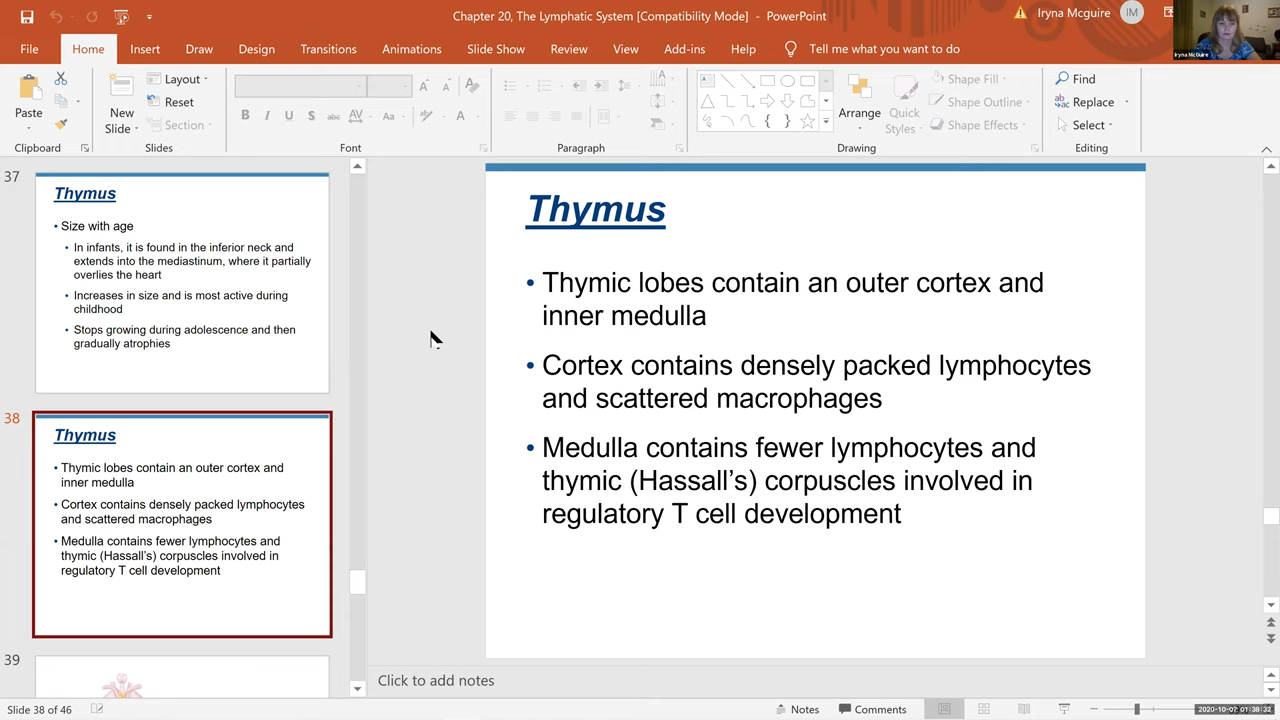 Chapter 20, The Lymphatic System [Compatibility Mode] - PowerPoint
Iryna Mcguire
IM
Iryna McGuire
File Home Insert Draw Design Transitions Animations Slide Show Review View Add-ins Help Tell me what you want to do
Paste
New
Slide
Layout
Reset
Section
B I U S abc AV Aa A
Arrange
Quick
Styles
Shape Fill
Shape Outline
Shape Effects
Find
Replace
Select
Clipboard Slides Font Paragraph Drawing Editing
37
Thymus
• Size with age
• In infants, it is found in the inferior neck and
extends into the mediastinum, where it partially
overlies the heart
• Increases in size and is most active during
childhood
• Stops growing during adolescence and then
gradually atrophies
38
Thymus
• Thymic lobes contain an outer cortex and
inner medulla
• Cortex contains densely packed lymphocytes
and scattered macrophages
• Medulla contains fewer lymphocytes and
thymic (Hassall’s) corpuscles involved in
regulatory T cell development
39
Thymus
• Thymic lobes contain an outer cortex and
inner medulla
• Cortex contains densely packed lymphocytes
and scattered macrophages
• Medulla contains fewer lymphocytes and
thymic (Hassall’s) corpuscles involved in
regulatory T cell development
Click to add notes
Slide 38 of 46
Notes
Comments
2020-10-07 01:38:32